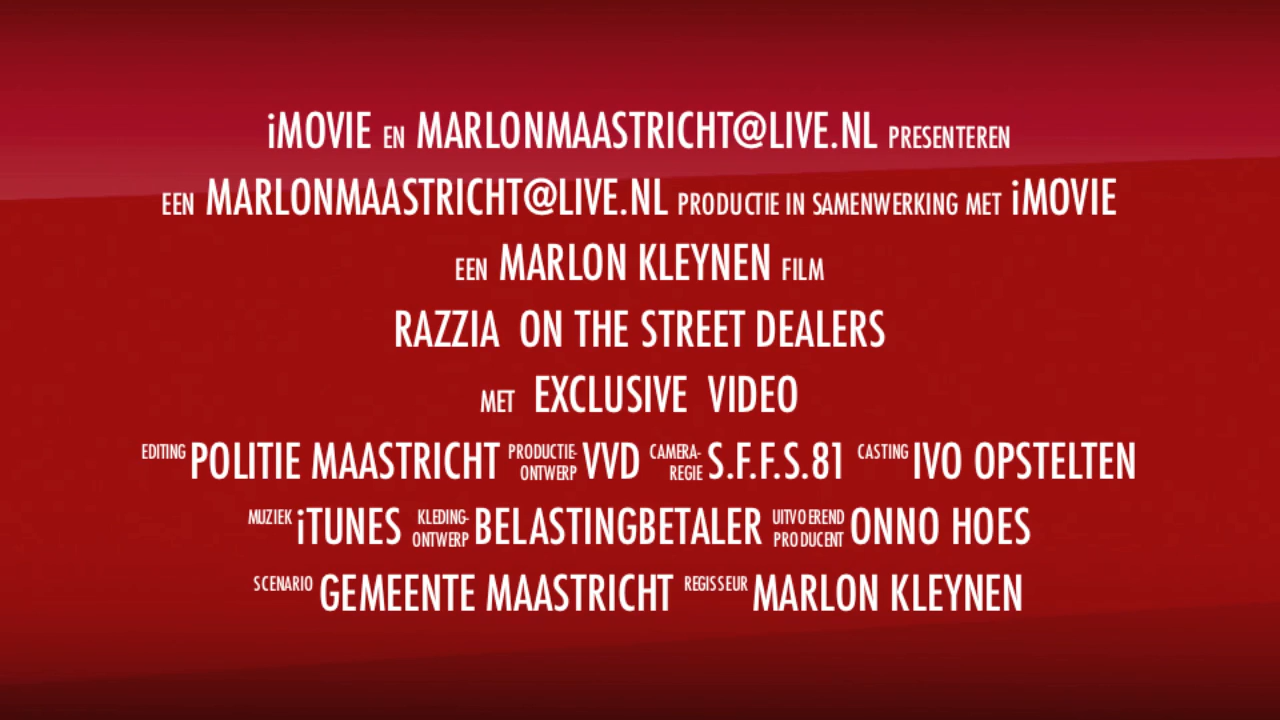 iMOVIE EN MARLONMAASTRICHT@LIVE.NL PRESENTEREN
EEN MARLONMAASTRICHT@LIVE.NL PRODUCTIE IN SAMENWERKING MET iMOVIE
EEN MARLON KLEYNEN FILM
RAZZIA ON THE STREET DEALERS
MET EXCLUSIVE VIDEO
EDITING POLITIE MAASTRICHT PRODUCTIE-ONTWERP VVD CAMERA-REGIE S.F.F.S.81 CASTING IVO OPSTELTEN
MUZIEK iTUNES KLEDING-ONTWERP BELASTINGBETALER UITVOEREND PRODUCENT ONNO HOES
SCENARIO GEMEENTE MAASTRICHT REGISSEUR MARLON KLEYNEN